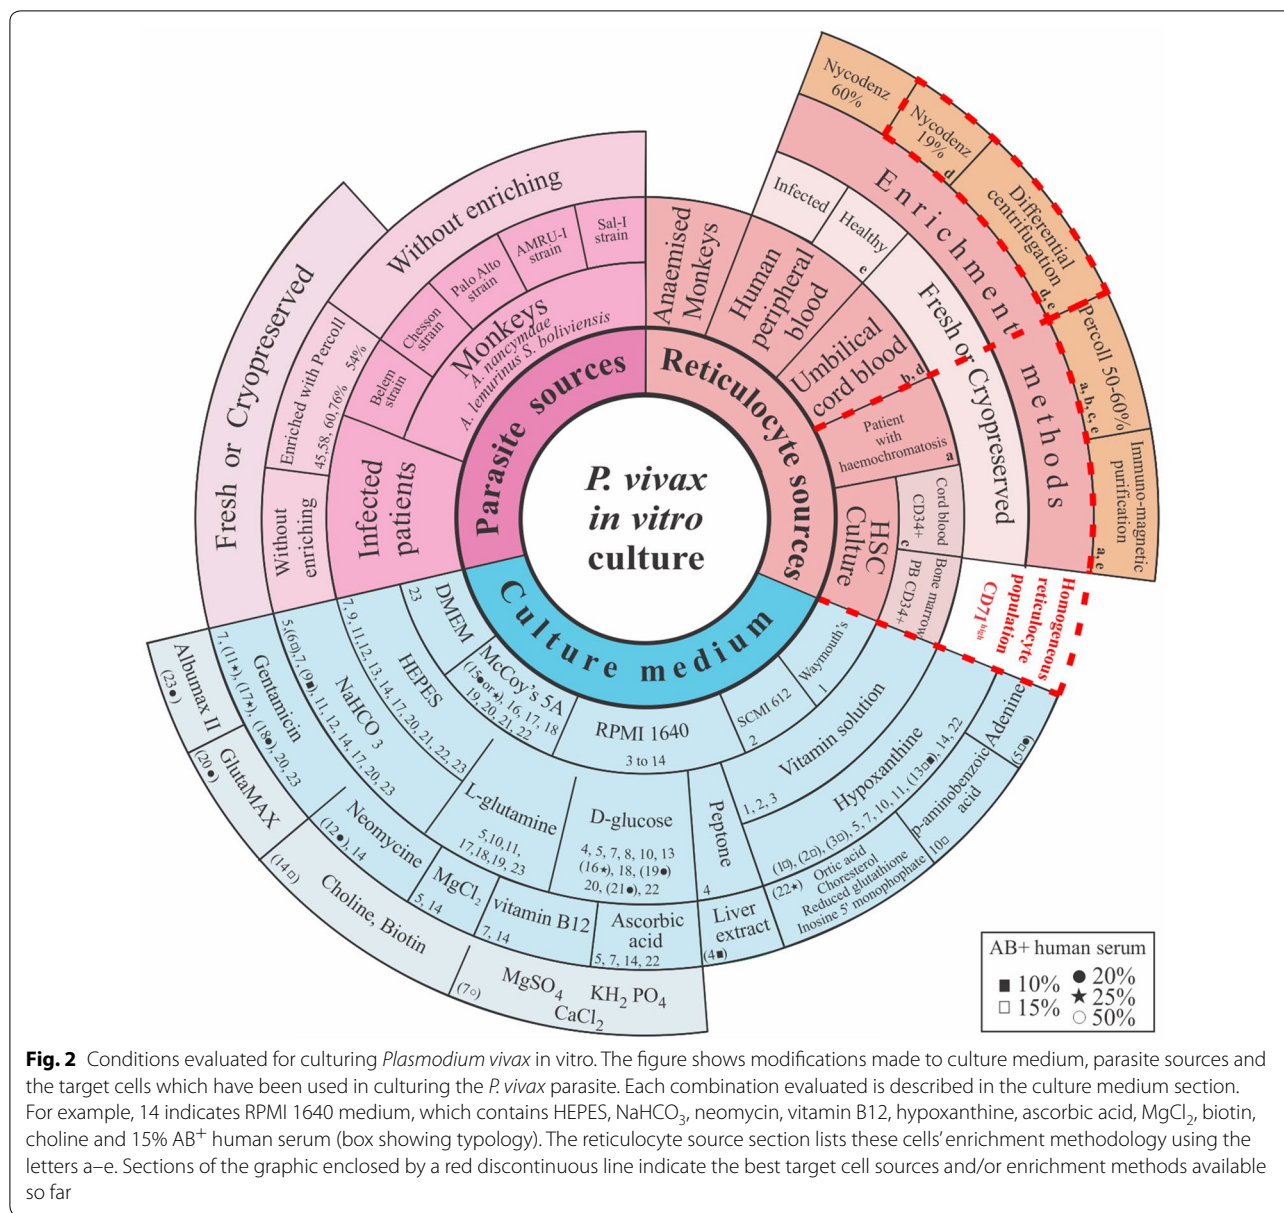 P. vivax
in vitro
culture
Parasite sources
Reticulocyte sources
Culture medium
Fresh or Cryopreserved
Without enriching
Enriched with Percoll
45,58, 60,76% 54%
Without
enriching
Infected
patients
Monkeys
A. nancymdae
A. lemurinus S. boliviensis
Belem
strain
Chesson
strain
Palo Alto
strain
AMRU-I
strain
Sal-I
strain
Anaemised
Monkeys
Human
peripheral
blood
Infected
Healthy
e
Umbilical
cord blood
b, d
Patient
with
haemochromatosis
a
HSC
Culture
Cord blood
CD34+
c
Bone marrow
PB CD34+
Fresh or Cryopreserved
Enrichment methods
Nycodenz
60%
Nycodenz
19%
d
Differential
centrifugation
d, e
Percoll 50-60%
a, b, c, e
Immuno-magnetic
purification
a, e
Homogeneous
reticulocyte
population
CD71high
DMEM
23
McCoy's 5A
(15●or★), 16, 17, 18
19, 20, 21, 22
RPMI 1640
3 to 14
SCMI 612
2
Waymouth's
1
HEPES
7, 9, 11,12, 13, 14, 17, 20, 21, 22, 23
NaHCO 3
5,(6□),7, (9■), 11, 12, 14, 17, 20, 23
Gentamicin
7, (11★), (17★), (18●), 20, 23
Albumax II
(23●)
GlutaMAX
(20●)
Neomycine
(12●), 14
L-glutamine
5,10,11,
17,18,19, 23
D-glucose
4, 5, 7, 8, 10, 13
(16★), 18, (19●)
20, (21●), 22
Peptone
4
Vitamin solution
1, 2, 3
Hypoxanthine
(1□), (2□), (3□), 5, 7, 10, 11, (13□■), 14, 22
Adenine
(5□●)
p-aminobenzoic
acid
10□
(22★) Ortic acid
Choresterol
Reduced glutathione
Inosine 5' monophophate
Liver
extract
(4■)
Ascorbic
acid
5, 7, 14, 22
vitamin B12
7, 14
MgCl2
5, 14
Choline, Biotin
(14□)
MgSO4 KH2 PO4
CaCl2
(7○)
AB+ human serum
■ 10% ● 20%
□ 15% ★ 25%
○ 50%
Fig. 2 Conditions evaluated for culturing Plasmodium vivax in vitro. The figure shows modifications made to culture medium, parasite sources and
the target cells which have been used in culturing the P. vivax parasite. Each combination evaluated is described in the culture medium section.
For example, 14 indicates RPMI 1640 medium, which contains HEPES, NaHCO3, neomycin, vitamin B12, hypoxanthine, ascorbic acid, MgCl2, biotin,
choline and 15% AB+ human serum (box showing typology). The reticulocyte source section lists these cells' enrichment methodology using the
letters a–e. Sections of the graphic enclosed by a red discontinuous line indicate the best target cell sources and/or enrichment methods available
so far